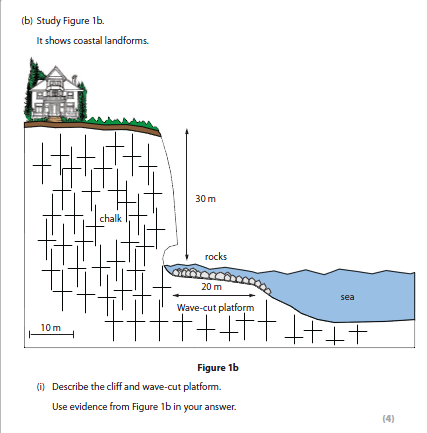 (b) Study Figure 1b.
It shows coastal landforms.
30 m
chalk
rocks
20 m
sea
Wave-cut platform
10 m
Figure 1b
(i) Describe the cliff and wave-cut platform.
Use evidence from Figure 1b in your answer.
(4)